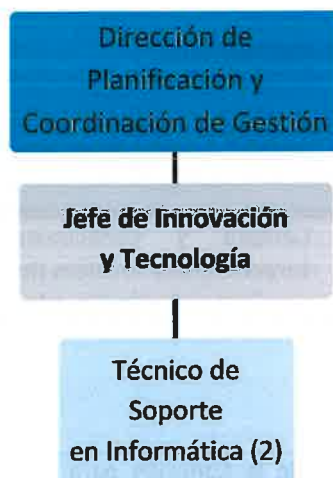 Dirección de
Planificación y
Coordinación de Gestión
Jefe de Innovación
y Tecnología
Técnico de
Soporte
en Informática (2)